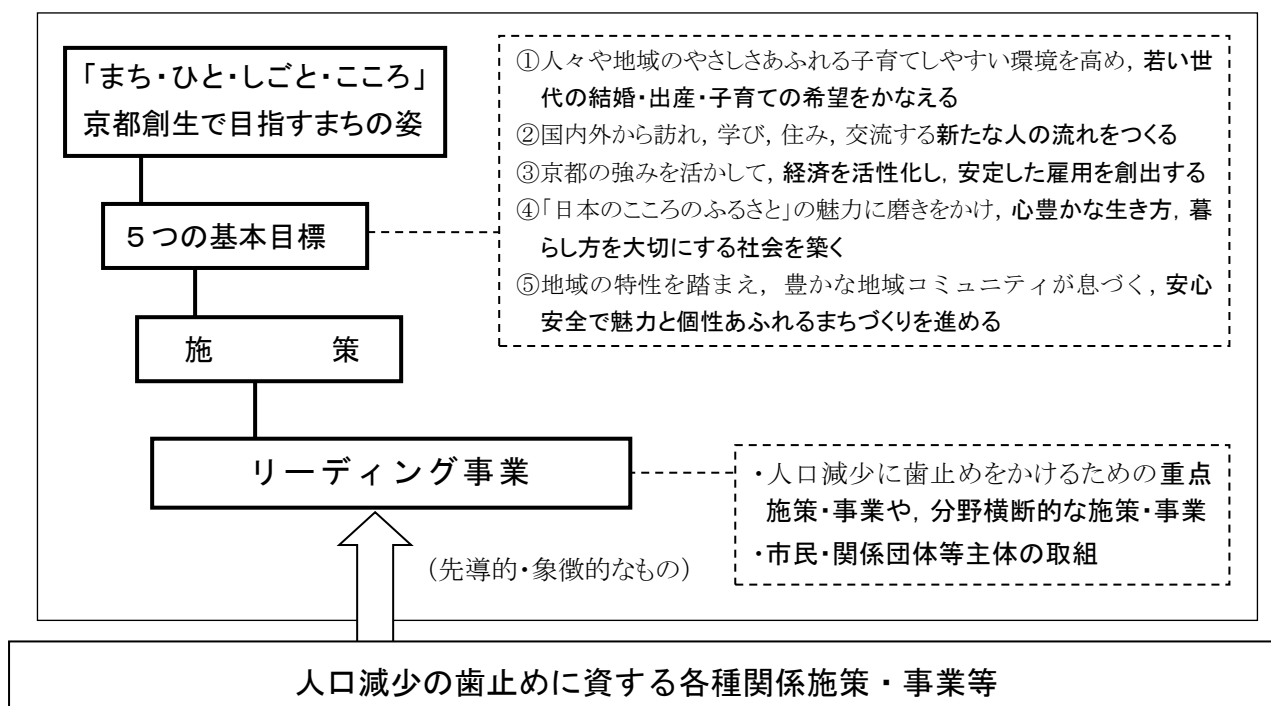 「まち・ひと・しごと・こころ」
京都創生で目指すまちの姿
５つの基本目標
①人々や地域のやさしさあふれる子育てしやすい環境を高め，若い世
代の結婚・出産・子育ての希望をかなえる
②国内外から訪れ，学び，住み，交流する新たな人の流れをつくる
③京都の強みを活かして，経済を活性化し，安定した雇用を創出する
④「日本のこころのふるさと」の魅力に磨きをかけ，心豊かな生き方，暮
らし方を大切にする社会を築く
⑤地域の特性を踏まえ，豊かな地域コミュニティが息づく，安心
安全で魅力と個性あふれるまちづくりを進める
施　　　策
リーディング事業
・人口減少に歯止めをかけるための重点
施策・事業や，分野横断的な施策・事業
・市民・関係団体等主体の取組
（先導的・象徴的なもの）
人口減少の歯止めに資する各種関係施策・事業等